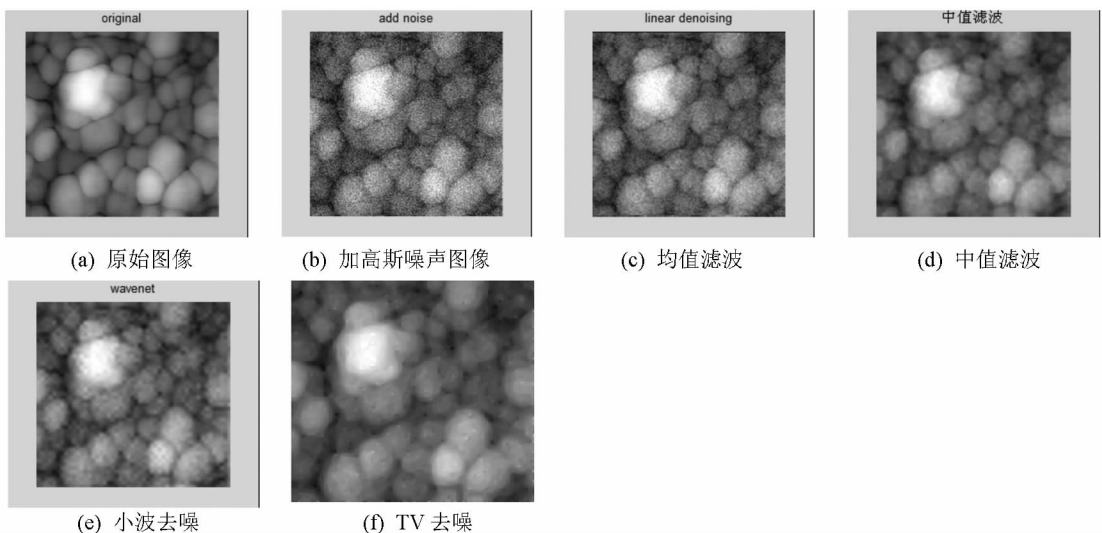 original
add noise
linear denoising
中值滤波
(a) 原始图像
(b) 加高斯噪声图像
(c) 均值滤波
(d) 中值滤波
wavenet
(e) 小波去噪
(f) TV 去噪